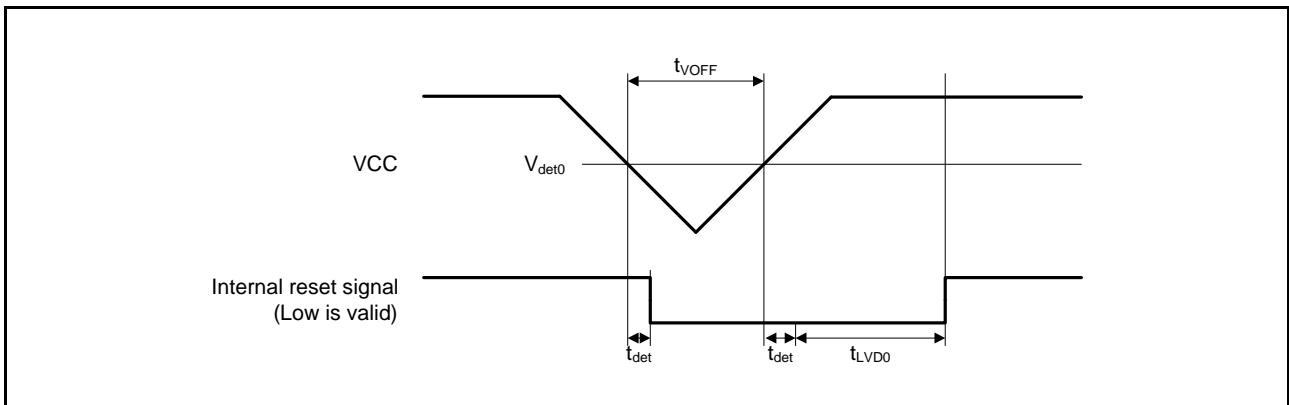 tVOFF
VCC
Vdet0
Internal reset signal
(Low is valid)
tdet
tdet
tLVD0